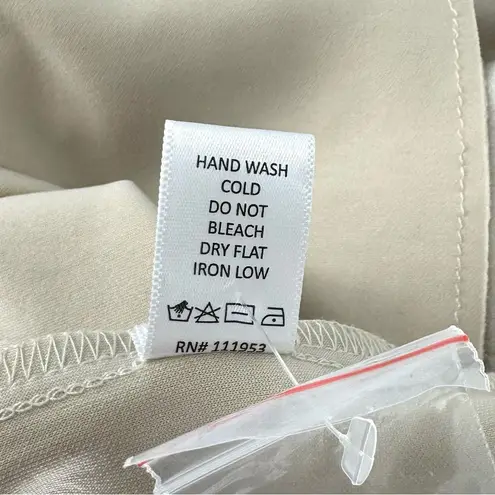 HAND WASH
COLD
DO NOT
BLEACH
DRY FLAT
IRON LOW
RN# 111953